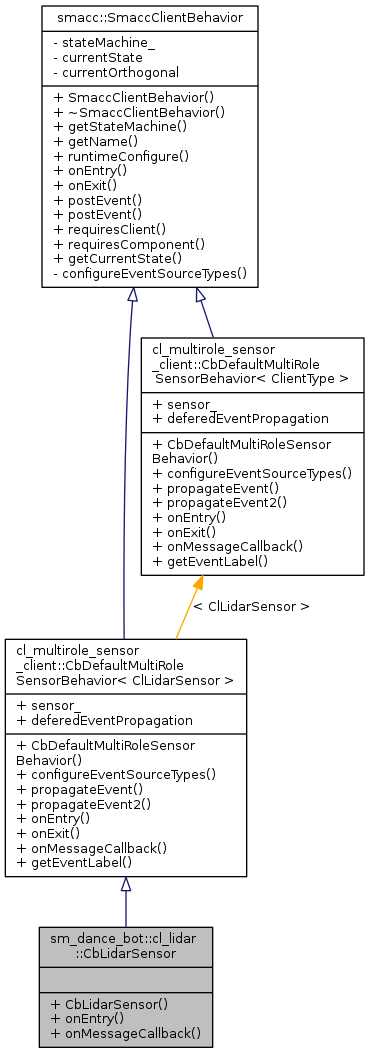 smacc::SmaccClientBehavior
- stateMachine_
- currentState
- currentOrthogonal
+ SmaccClientBehavior()
+ ~SmaccClientBehavior()
+ getStateMachine()
+ getName()
+ runtimeConfigure()
+ onEntry()
+ onExit()
+ postEvent()
+ postEvent()
+ requiresClient()
+ requiresComponent()
+ getCurrentState()
- configureEventSourceTypes()
cl_multirole_sensor
_client::CbDefaultMultiRole
SensorBehavior< ClientType >
+ sensor_
+ deferedEventPropagation
+ CbDefaultMultiRoleSensor
Behavior()
+ configureEventSourceTypes()
+ propagateEvent()
+ propagateEvent2()
+ onEntry()
+ onExit()
+ onMessageCallback()
+ getEventLabel()
< ClLidarSensor >
cl_multirole_sensor
_client::CbDefaultMultiRole
SensorBehavior< ClLidarSensor >
+ sensor_
+ deferedEventPropagation
+ CbDefaultMultiRoleSensor
Behavior()
+ configureEventSourceTypes()
+ propagateEvent()
+ propagateEvent2()
+ onEntry()
+ onExit()
+ onMessageCallback()
+ getEventLabel()
sm_dance_bot::cl_lidar
::CbLidarSensor
+ CbLidarSensor()
+ onEntry()
+ onMessageCallback()